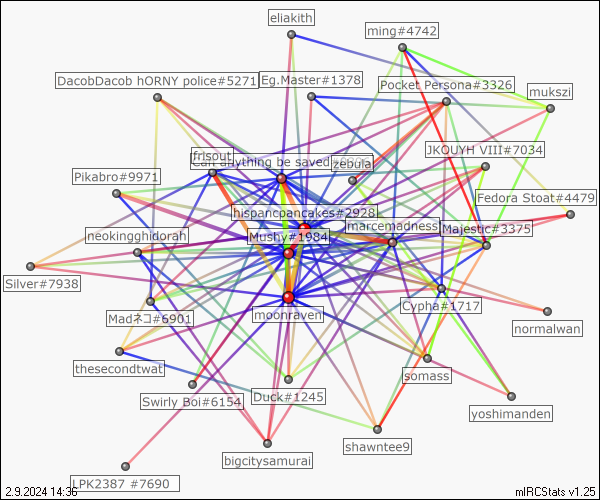 eliakith
ming#4742
DacobDacob hORNY police#5271
Eg.Master#1378
Pocket Persona#3326
mukszi
frisout
anything be saved
zebula
JKOUYH VIII#7034
Pikabro#9971
Fedora Stoat#4479
hispancpancakes#2928
marcemadness
Majestic#3375
neokingghidorah
Mushy#1984
Silver#7938
Madネコ#6901
moonraven
Cypha#1717
normalwan
thesecondtwat
somass
Swirly Boi#6154
Duck#1245
yoshimanden
shawntee9
bigcitysamurai
LPK2387 #7690
2.9.2024 14:36
mIRCStats v1.25